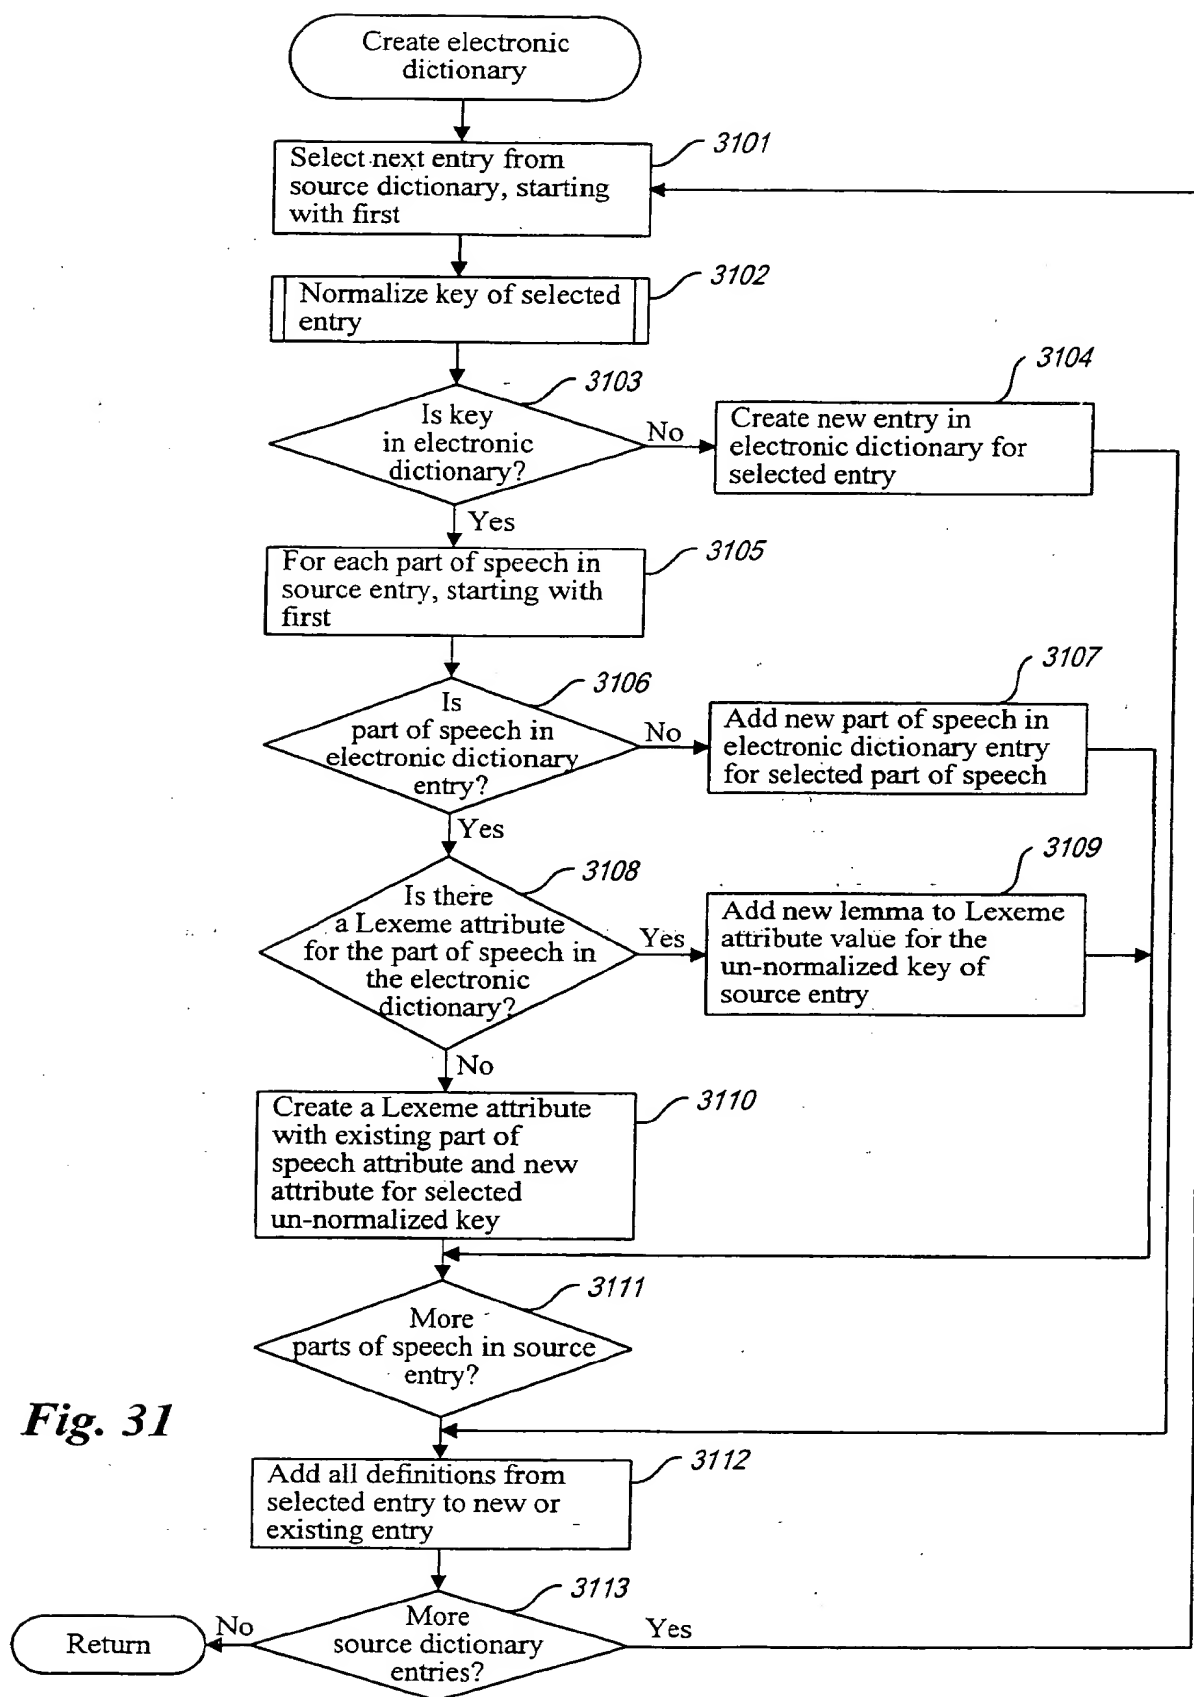 Create electronic
dictionary
3101
Select next entry from
source dictionary, starting
with first
3102
Normalize key of selected
entry
3103
Is key
in electronic
dictionary?
No
3104
Create new entry in
electronic dictionary for
selected entry
Yes
3105
For each part of speech in
source entry, starting with
first
3106
Is
part of speech in
electronic dictionary
entry?
No
3107
Add new part of speech in
electronic dictionary entry
for selected part of speech
Yes
3108
Is there
a Lexeme attribute
for the part of speech in
the electronic
dictionary?
Yes
3109
Add new lemma to Lexeme
attribute value for the
un-normalized key of
source entry
No
3110
Create a Lexeme attribute
with existing part of
speech attribute and new
attribute for selected
un-normalized key
3111
More
parts of speech in source
entry?
Fig. 31
3112
Add all definitions from
selected entry to new or
existing entry
3113
More
source dictionary
entries?
No
Yes
Return